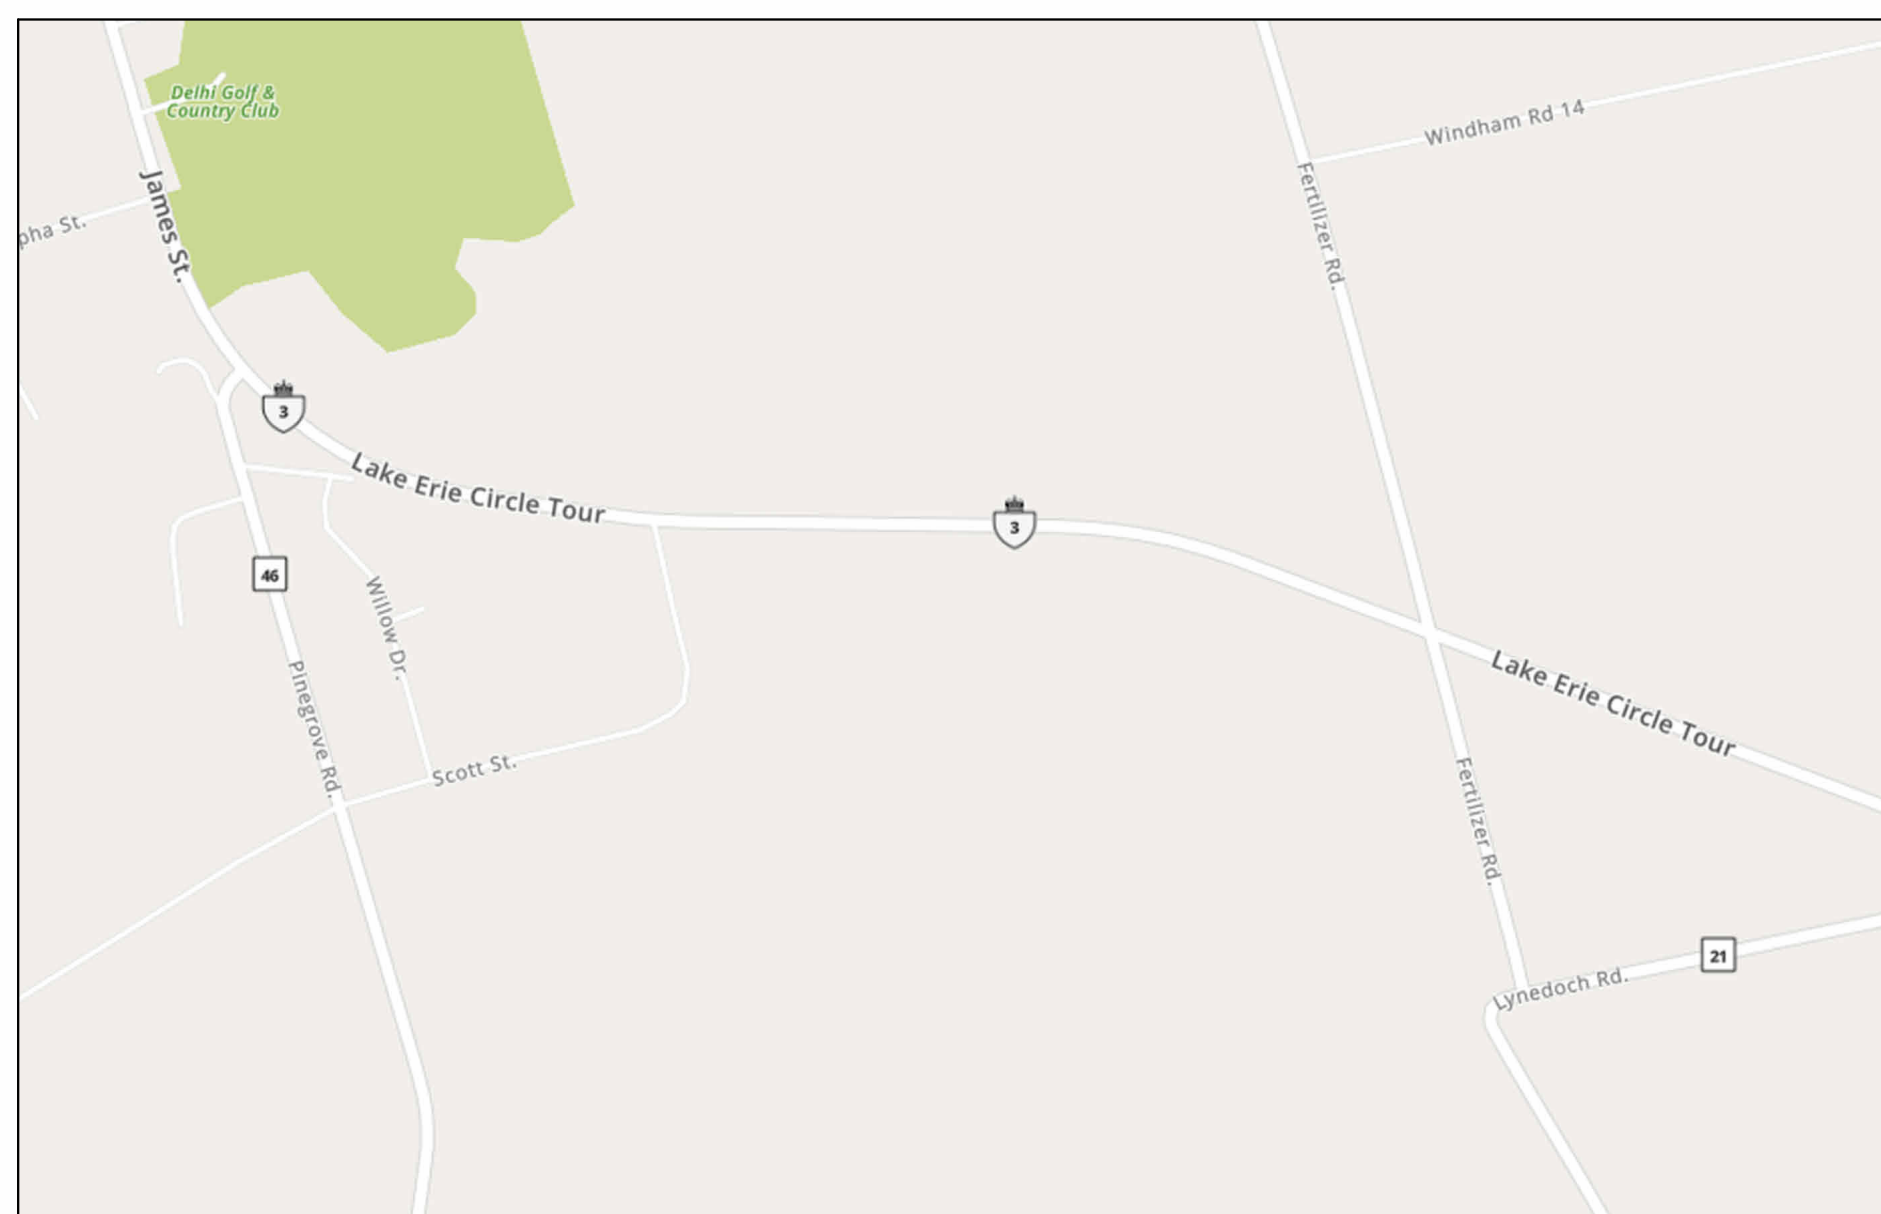 Delhi Golf &
Country Club
Windham Rd 14
James St.
pha St.
Fertilizer Rd.
3
Lake Erie Circle Tour
3
46
Willow Dr.
Pinegrove Rd.
Scott St.
Lake Erie Circle Tour
Fertilizer Rd.
21
Lynedoch Rd.